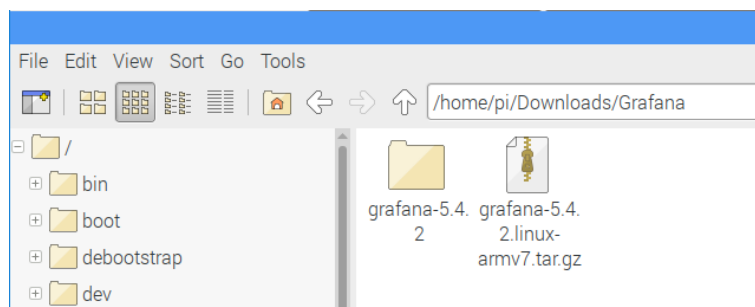 File Edit View Sort Go Tools
/home/pi/Downloads/Grafana
/
bin
boot
debootstrap
dev
grafana-5.4.
2
grafana-5.4.
2.linux-
armv7.tar.gz